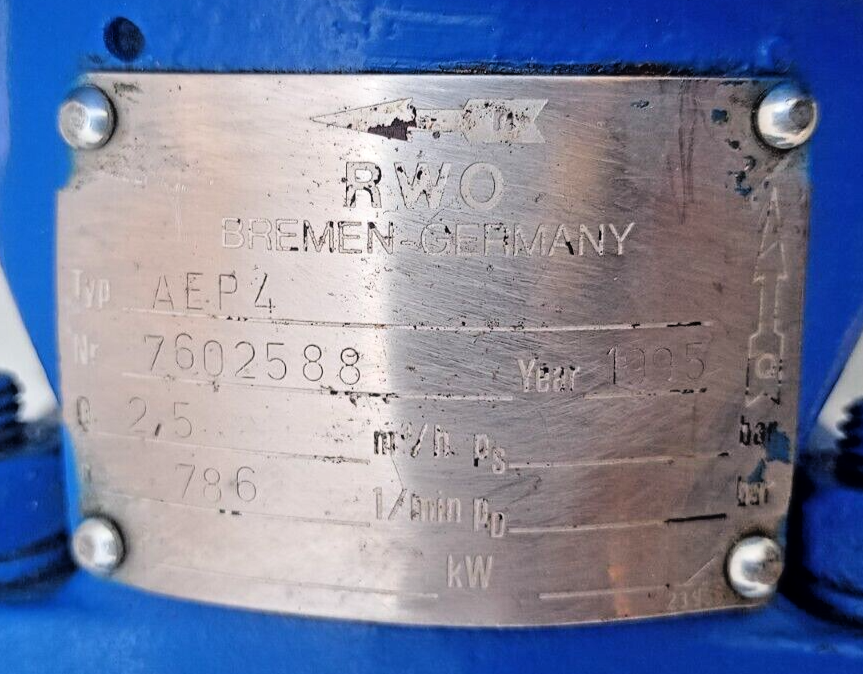 RWO
BREMEN-GERMANY
Typ AEP4
Nr 7602588 Year 1995
Q 2,5 m³/h pS bar
786 1/min pD bar
kW